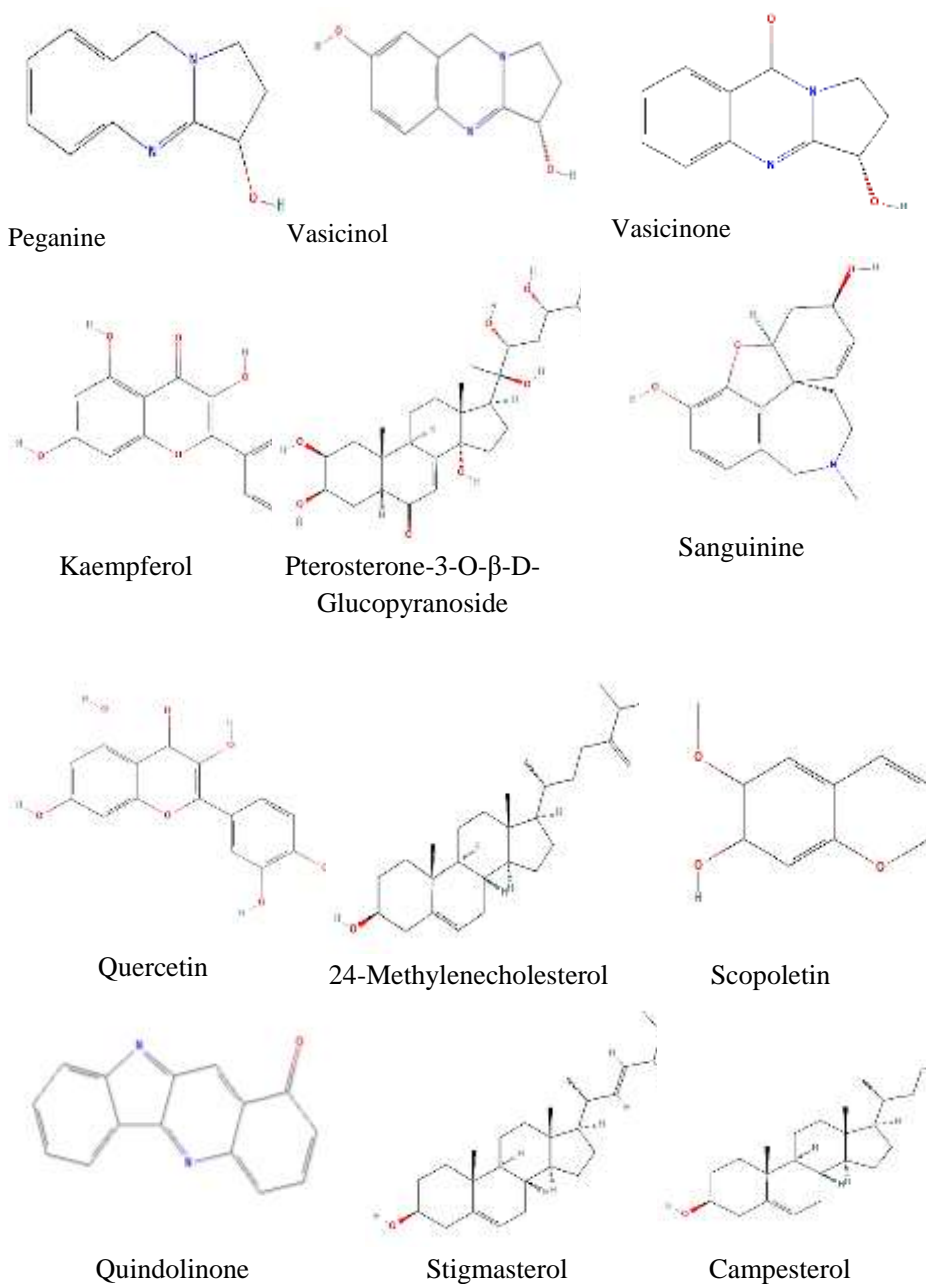 Peganine
Vasicinol
Vasicinone
Kaempferol
Pterosterone-3-O-β-D-
Glucopyranoside
Sanguinine
Quercetin
24-Methylenecholesterol
Scopoletin
Quindolinone
Stigmasterol
Campesterol